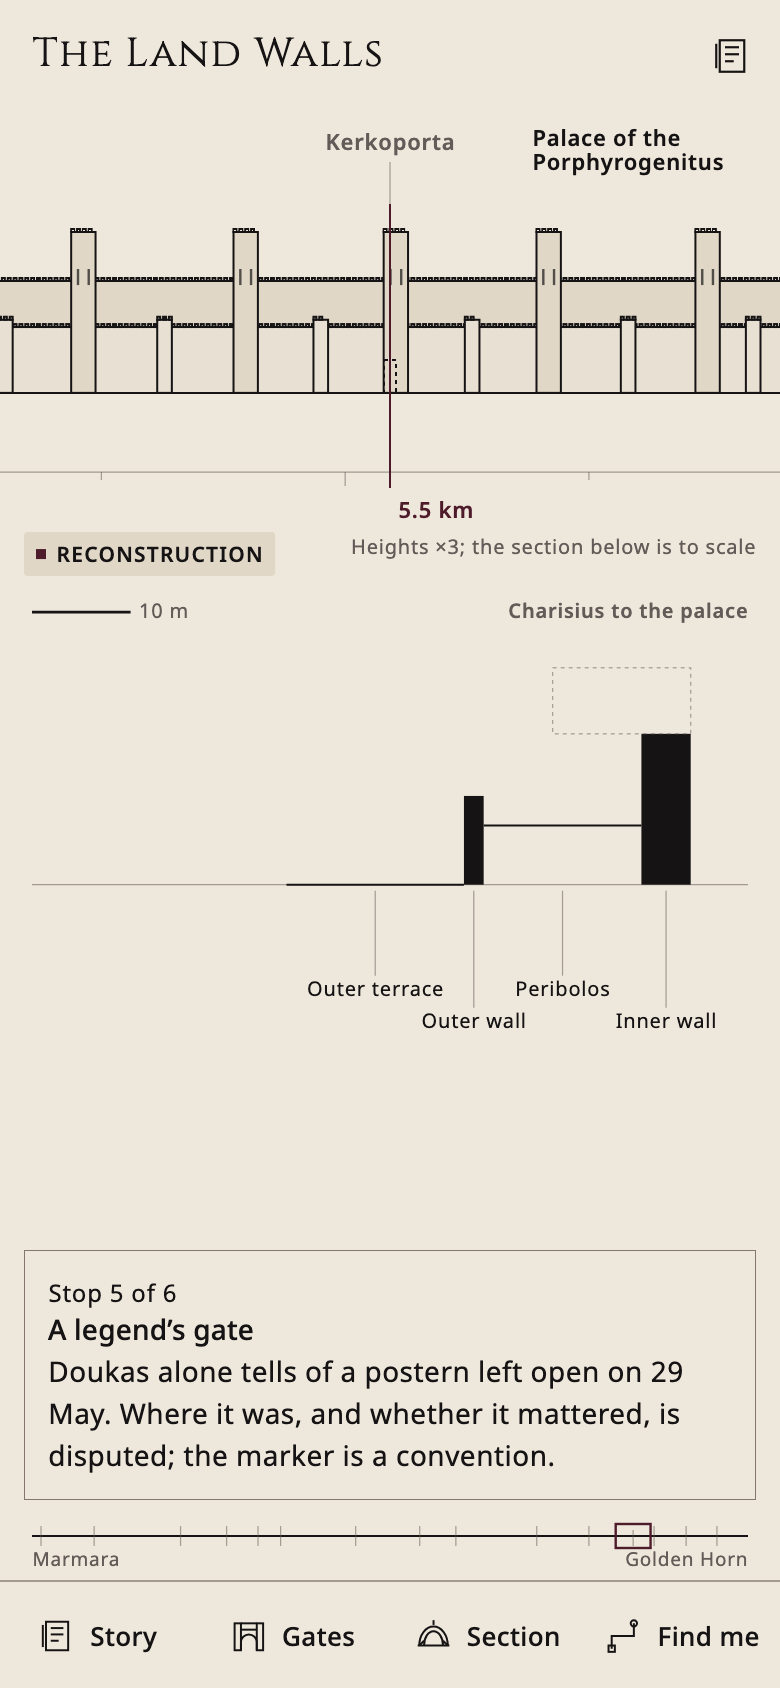 The Land Walls
Kerkoporta
Palace of the
Porphyrogenitus
5.5 km
RECONSTRUCTION
Heights ×3; the section below is to scale
10 m
Charisius to the palace
Outer terrace
Peribolos
Outer wall
Inner wall
Stop 5 of 6
A legend’s gate
Doukas alone tells of a postern left open on 29
May. Where it was, and whether it mattered, is
disputed; the marker is a convention.
Marmara
Golden Horn
Story
Gates
Section
Find me